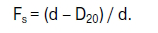 Fₛ = (d – D₂₀) / d.